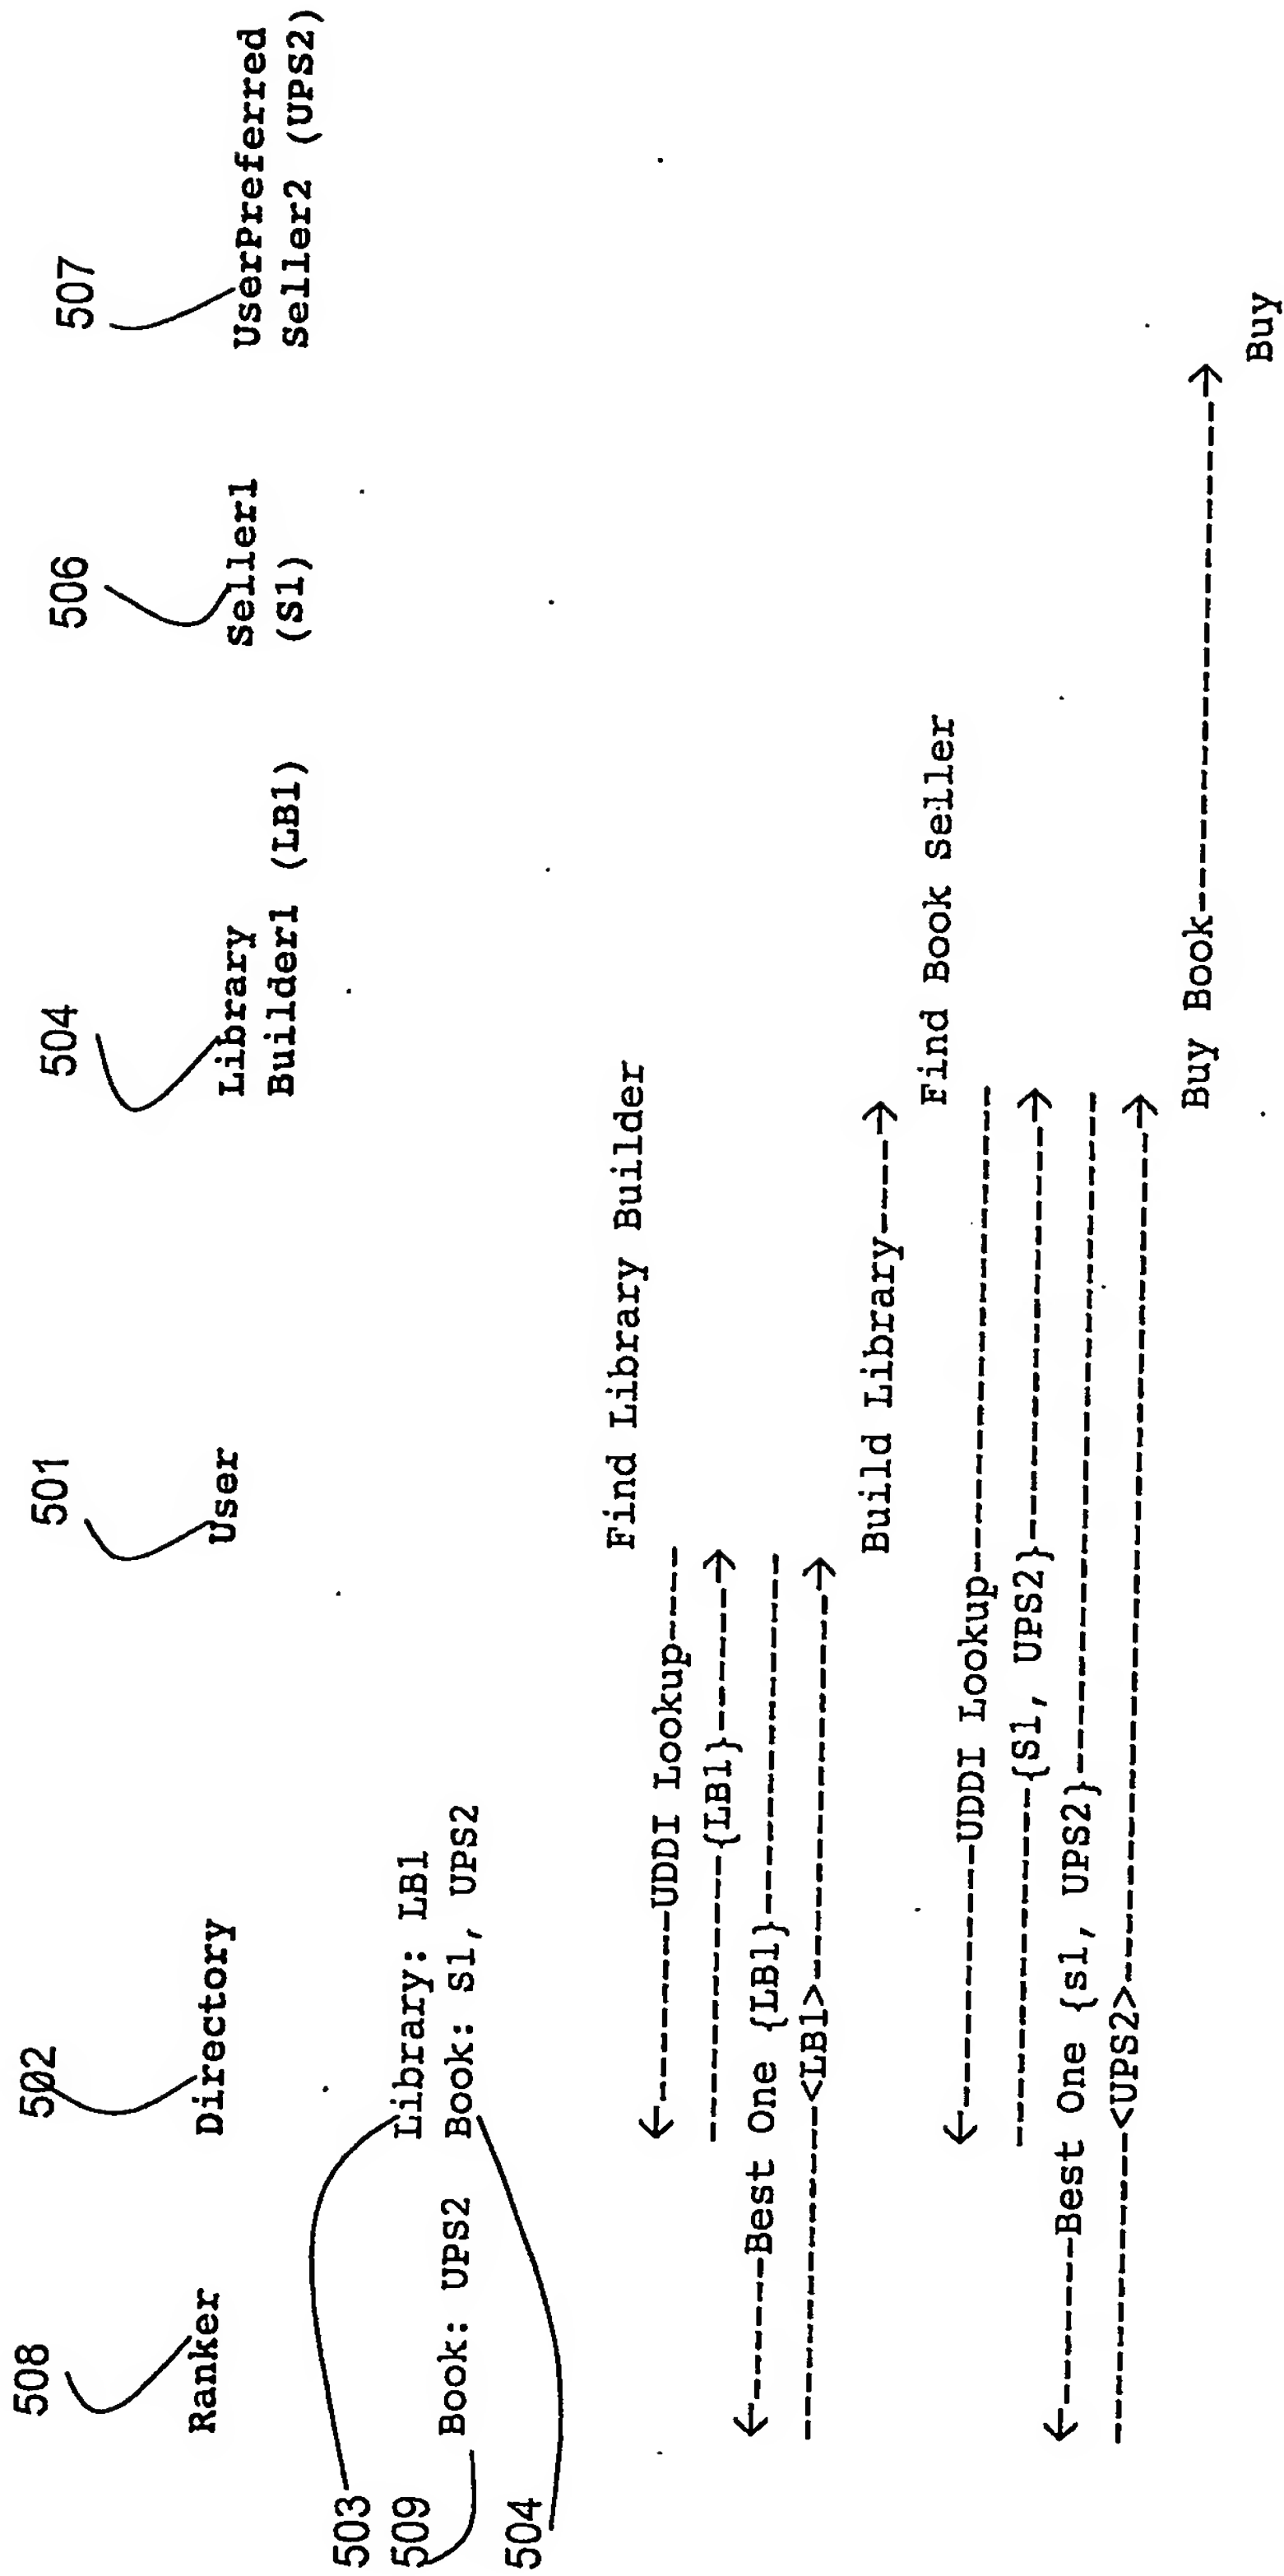 508
502
501
504
506
507
Ranker
Directory
User
Library
Builder1 (LB1)
Seller1
(S1)
UserPreferred
Seller2 (UPS2)
503
509
504
Library: LB1
Book: UPS2
Book: S1, UPS2
Find Library Builder
<------UDDI Lookup-----
----------{LB1}------>
<------Best One {LB1}----------
----------<LB1>---------->
Build Library---->
Find Book Seller
<---------UDDI Lookup--------------------
----------{S1, UPS2}------------------>
<------Best One {s1, UPS2}----------------------------
----------<UPS2>---------------------------------->
Buy Book------------------------->
Buy